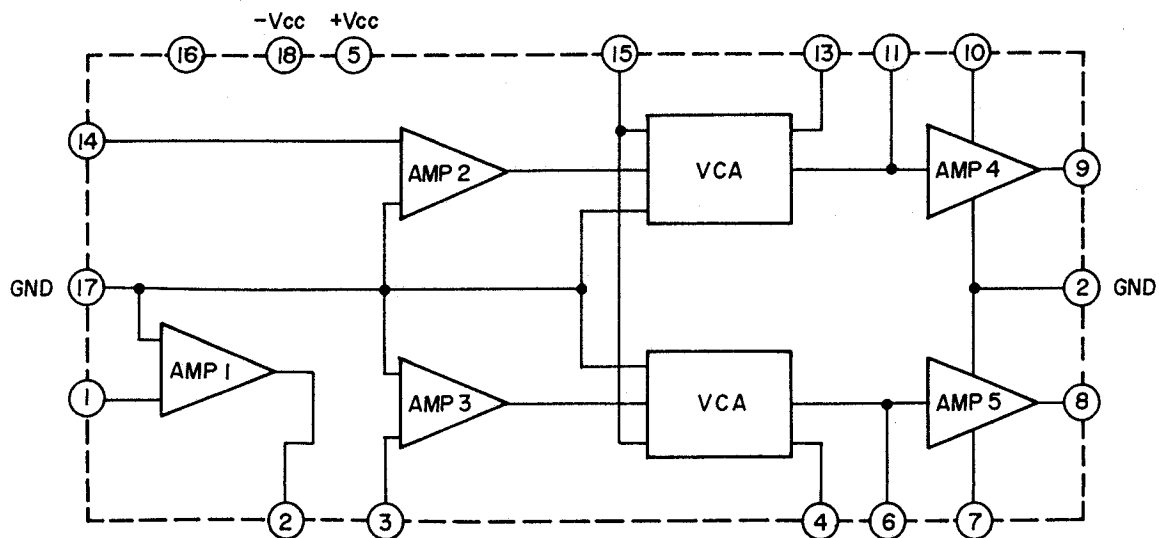 -Vcc +Vcc
16 18 5 15 13 11 10
14 AMP 2 VCA AMP 4 9
GND 17 2 GND
1 AMP 1 AMP 3 VCA AMP 5 8
2 3 4 6 7